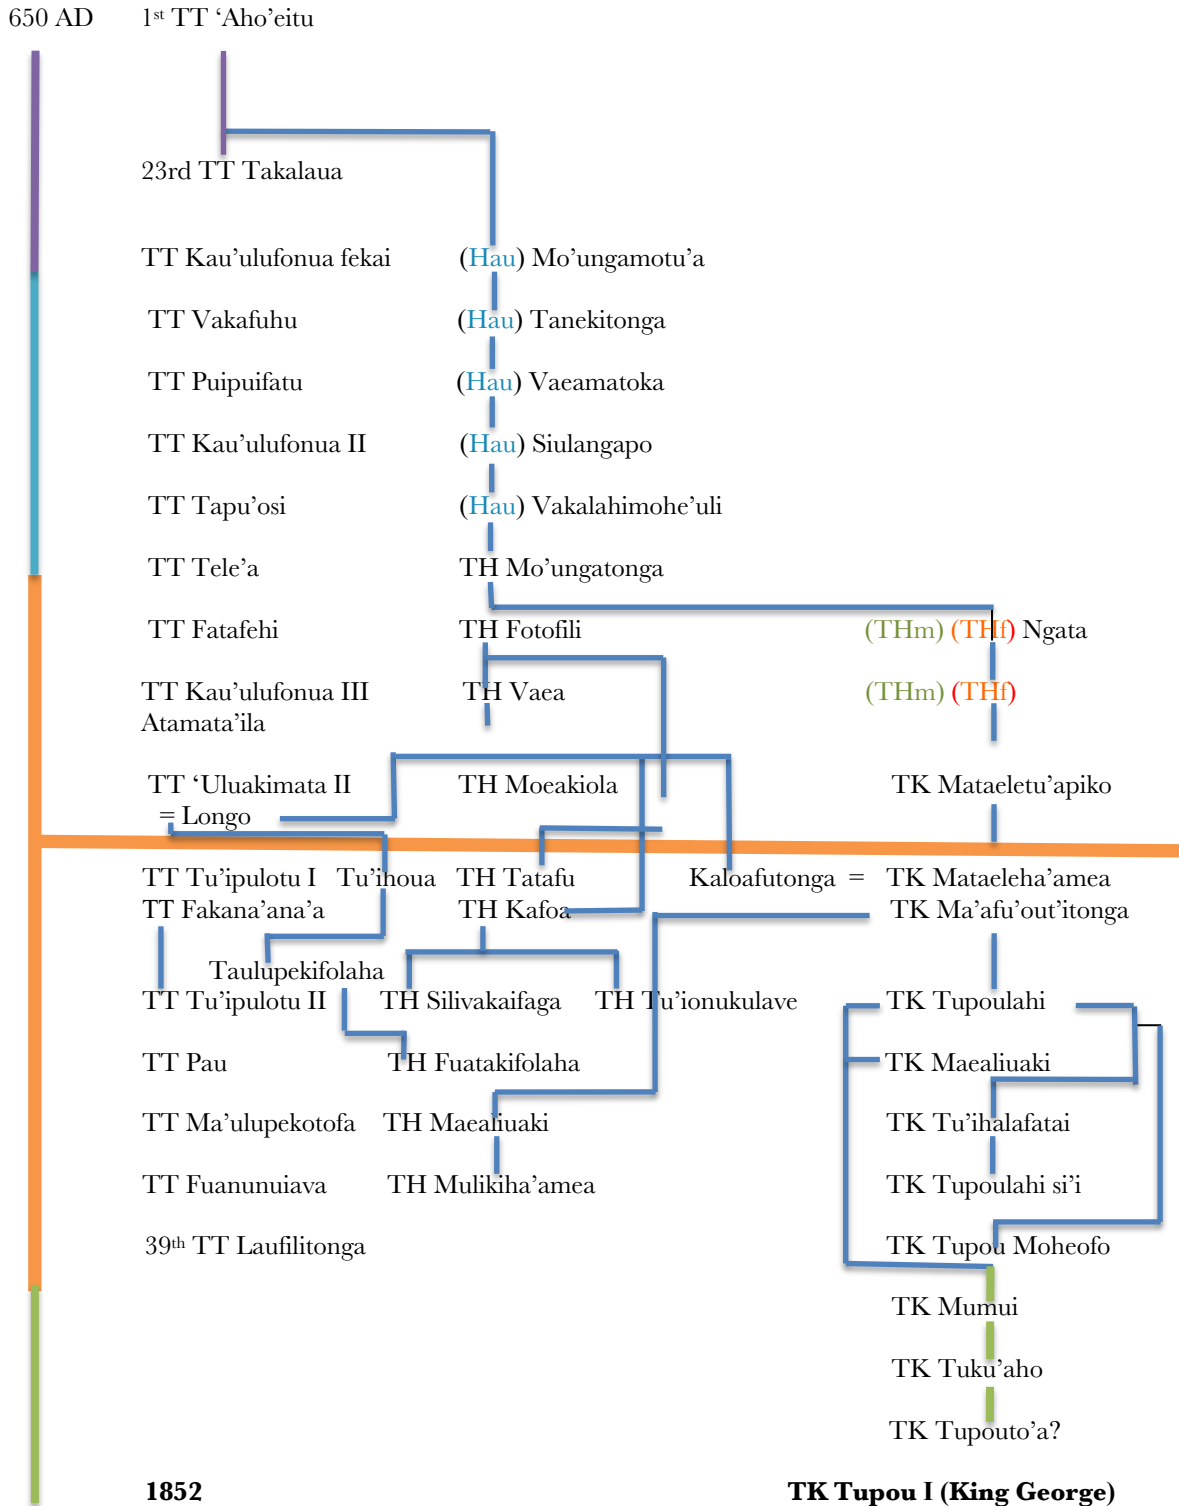 650 AD 1st TT ‘Aho’eitu
23rd TT Takalaua
TT Kau’ulufonua fekai (Hau) Mo’ungamotu’a
TT Vakafuhu (Hau) Tanekitonga
TT Puipuifatu (Hau) Vaeamatoka
TT Kau’ulufonua II (Hau) Siulangapo
TT Tapu’osi (Hau) Vakalahimohe’uli
TT Tele’a TH Mo’ungatonga
TT Fatafehi TH Fotofili (THm) (THf) Ngata
TT Kau’ulufonua III TH Vaea (THm) (THf)
Atamata’ila
TT ‘Uluakimata II TH Moeakiola TK Mataeletu’apiko
= Longo
TT Tu’ipulotu I Tu’ihoua TH Tatafu Kaloafutonga = TK Mataeleha’amea
TT Fakana’ana’a TH Kafoa TK Ma’afu’out’itonga
Taulupekifolaha
TT Tu’ipulotu II TH Silivakaifaga TH Tu’ionukulave TK Tupoulahi
TT Pau TH Fuatakifolaha TK Maealiuaki
TT Ma’ulupekotofa TH Maealiuaki TK Tu’ihalafatai
TT Fuanunuiava TH Mulikiha’amea TK Tupoulahi si’i
39th TT Laufilitonga TK Tupou Moheofo
TK Mumui
TK Tuku’aho
TK Tupouto’a?
1852 TK Tupou I (King George)